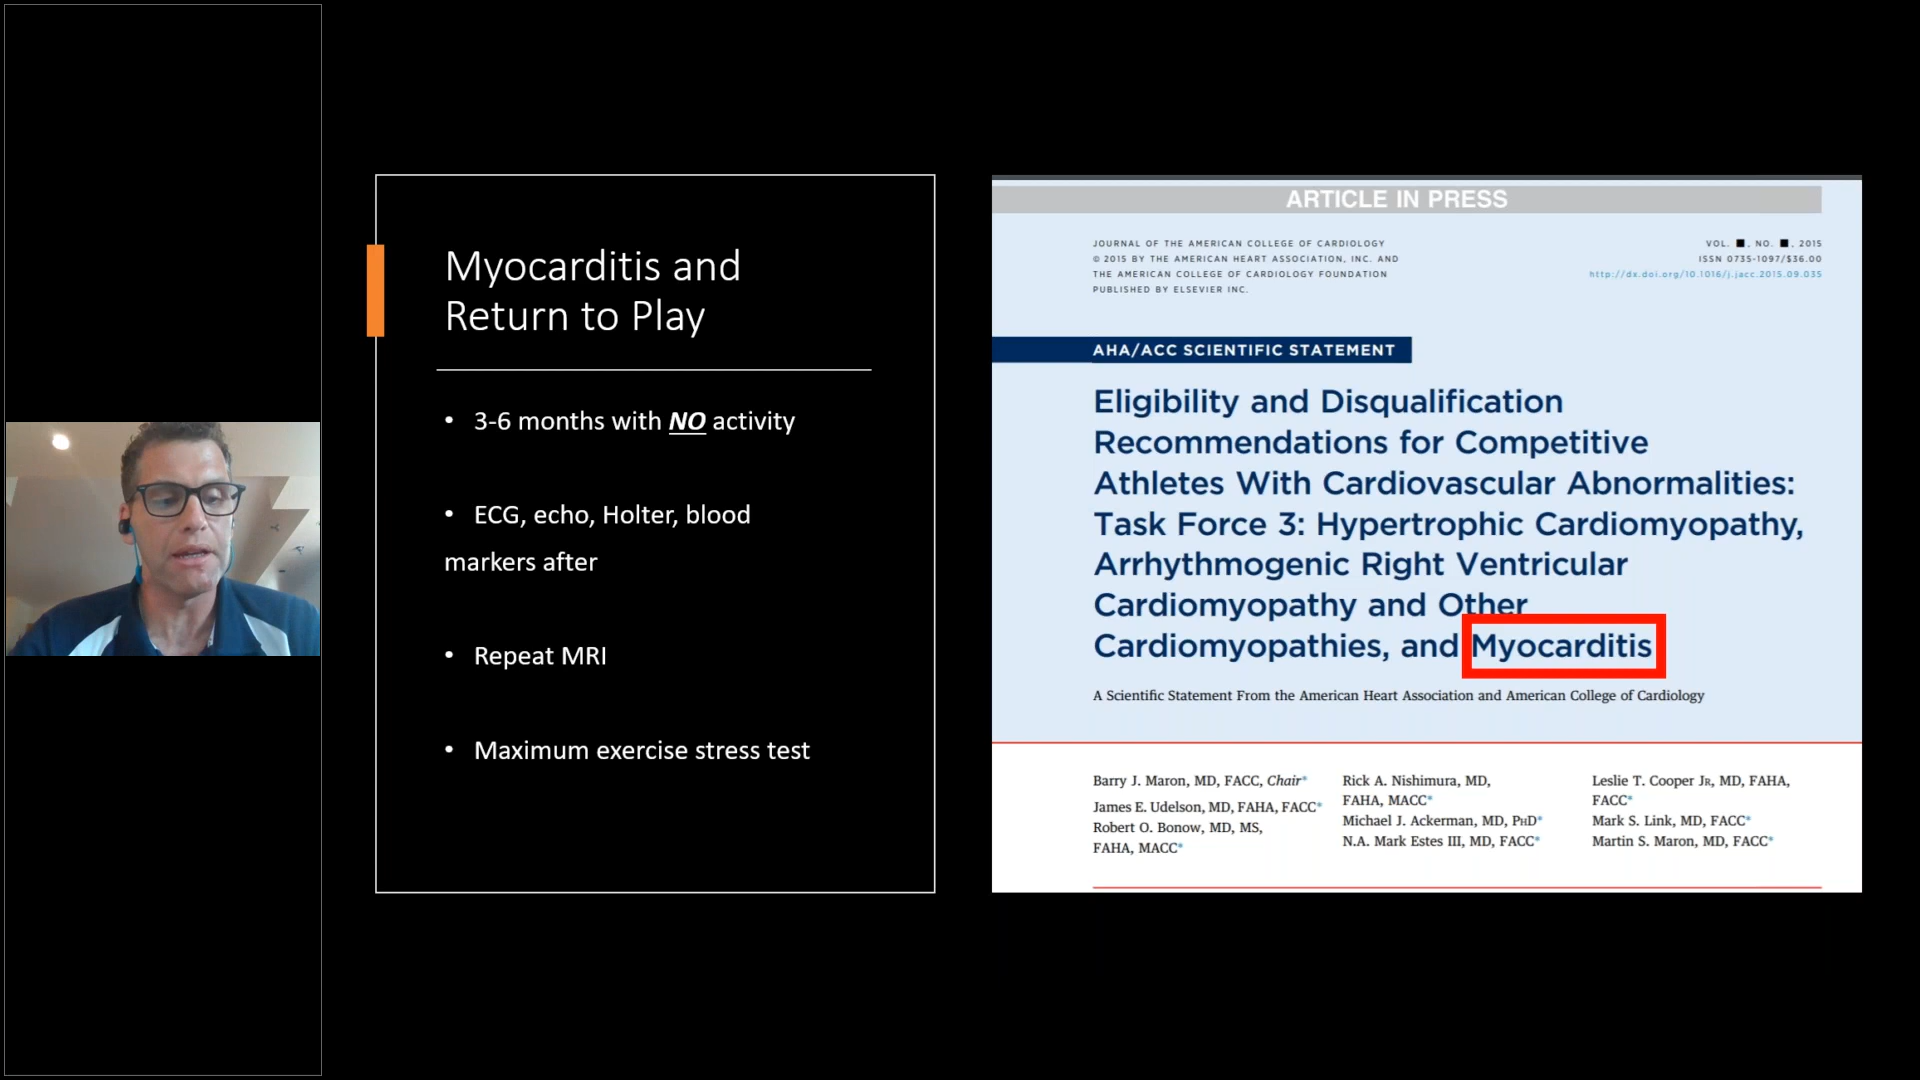 Myocarditis and
Return to Play
• 3-6 months with NO activity
• ECG, echo, Holter, blood
markers after
• Repeat MRI
• Maximum exercise stress test
ARTICLE IN PRESS
JOURNAL OF THE AMERICAN COLLEGE OF CARDIOLOGY
© 2015 BY THE AMERICAN HEART ASSOCIATION, INC. AND
THE AMERICAN COLLEGE OF CARDIOLOGY FOUNDATION
PUBLISHED BY ELSEVIER INC.
VOL. ■, NO. ■, 2015
ISSN 0735-1097/$36.00
http://dx.doi.org/10.1016/j.jacc.2015.09.035
AHA/ACC SCIENTIFIC STATEMENT
Eligibility and Disqualification
Recommendations for Competitive
Athletes With Cardiovascular Abnormalities:
Task Force 3: Hypertrophic Cardiomyopathy,
Arrhythmogenic Right Ventricular
Cardiomyopathy and Other
Cardiomyopathies, and Myocarditis
A Scientific Statement From the American Heart Association and American College of Cardiology
Barry J. Maron, MD, FACC, Chair*
James E. Udelson, MD, FAHA, FACC*
Robert O. Bonow, MD, MS,
FAHA, MACC*
Rick A. Nishimura, MD,
FAHA, MACC*
Michael J. Ackerman, MD, PHD*
N.A. Mark Estes III, MD, FACC*
Leslie T. Cooper JR, MD, FAHA,
FACC*
Mark S. Link, MD, FACC*
Martin S. Maron, MD, FACC*